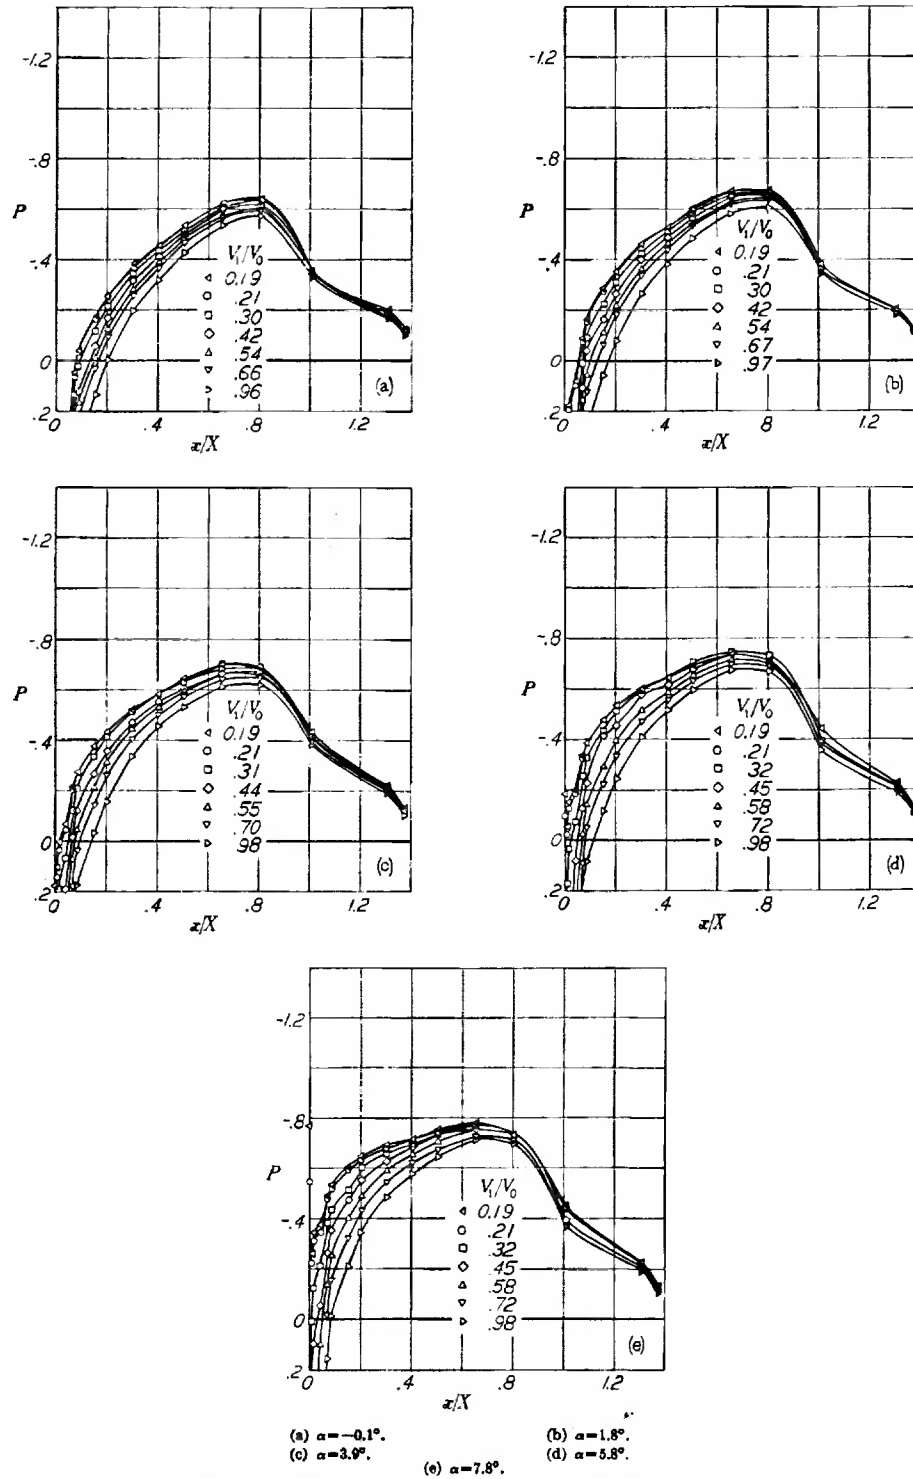 -1.2
-.8
P
-.4
0
.2
V₁/V₀
0.19
.21
.30
.42
.54
.66
.96
(a)
0 .4 .8 1.2
x/X
-1.2
-.8
P
-.4
0
.2
V₁/V₀
0.19
.21
.30
.42
.54
.67
.97
(b)
0 .4 .8 1.2
x/X
-1.2
-.8
P
-.4
0
.2
V₁/V₀
0.19
.21
.31
.44
.55
.70
.98
(c)
0 .4 .8 1.2
x/X
-1.2
-.8
P
-.4
0
.2
V₁/V₀
0.19
.21
.32
.45
.58
.72
.98
(d)
0 .4 .8 1.2
x/X
-1.2
-.8
P
-.4
0
.2
V₁/V₀
0.19
.21
.32
.45
.58
.72
.98
(e)
0 .4 .8 1.2
x/X
(a) α=-0.1°. (b) α=1.8°.
(c) α=3.9°. (d) α=5.8°.
(e) α=7.8°.